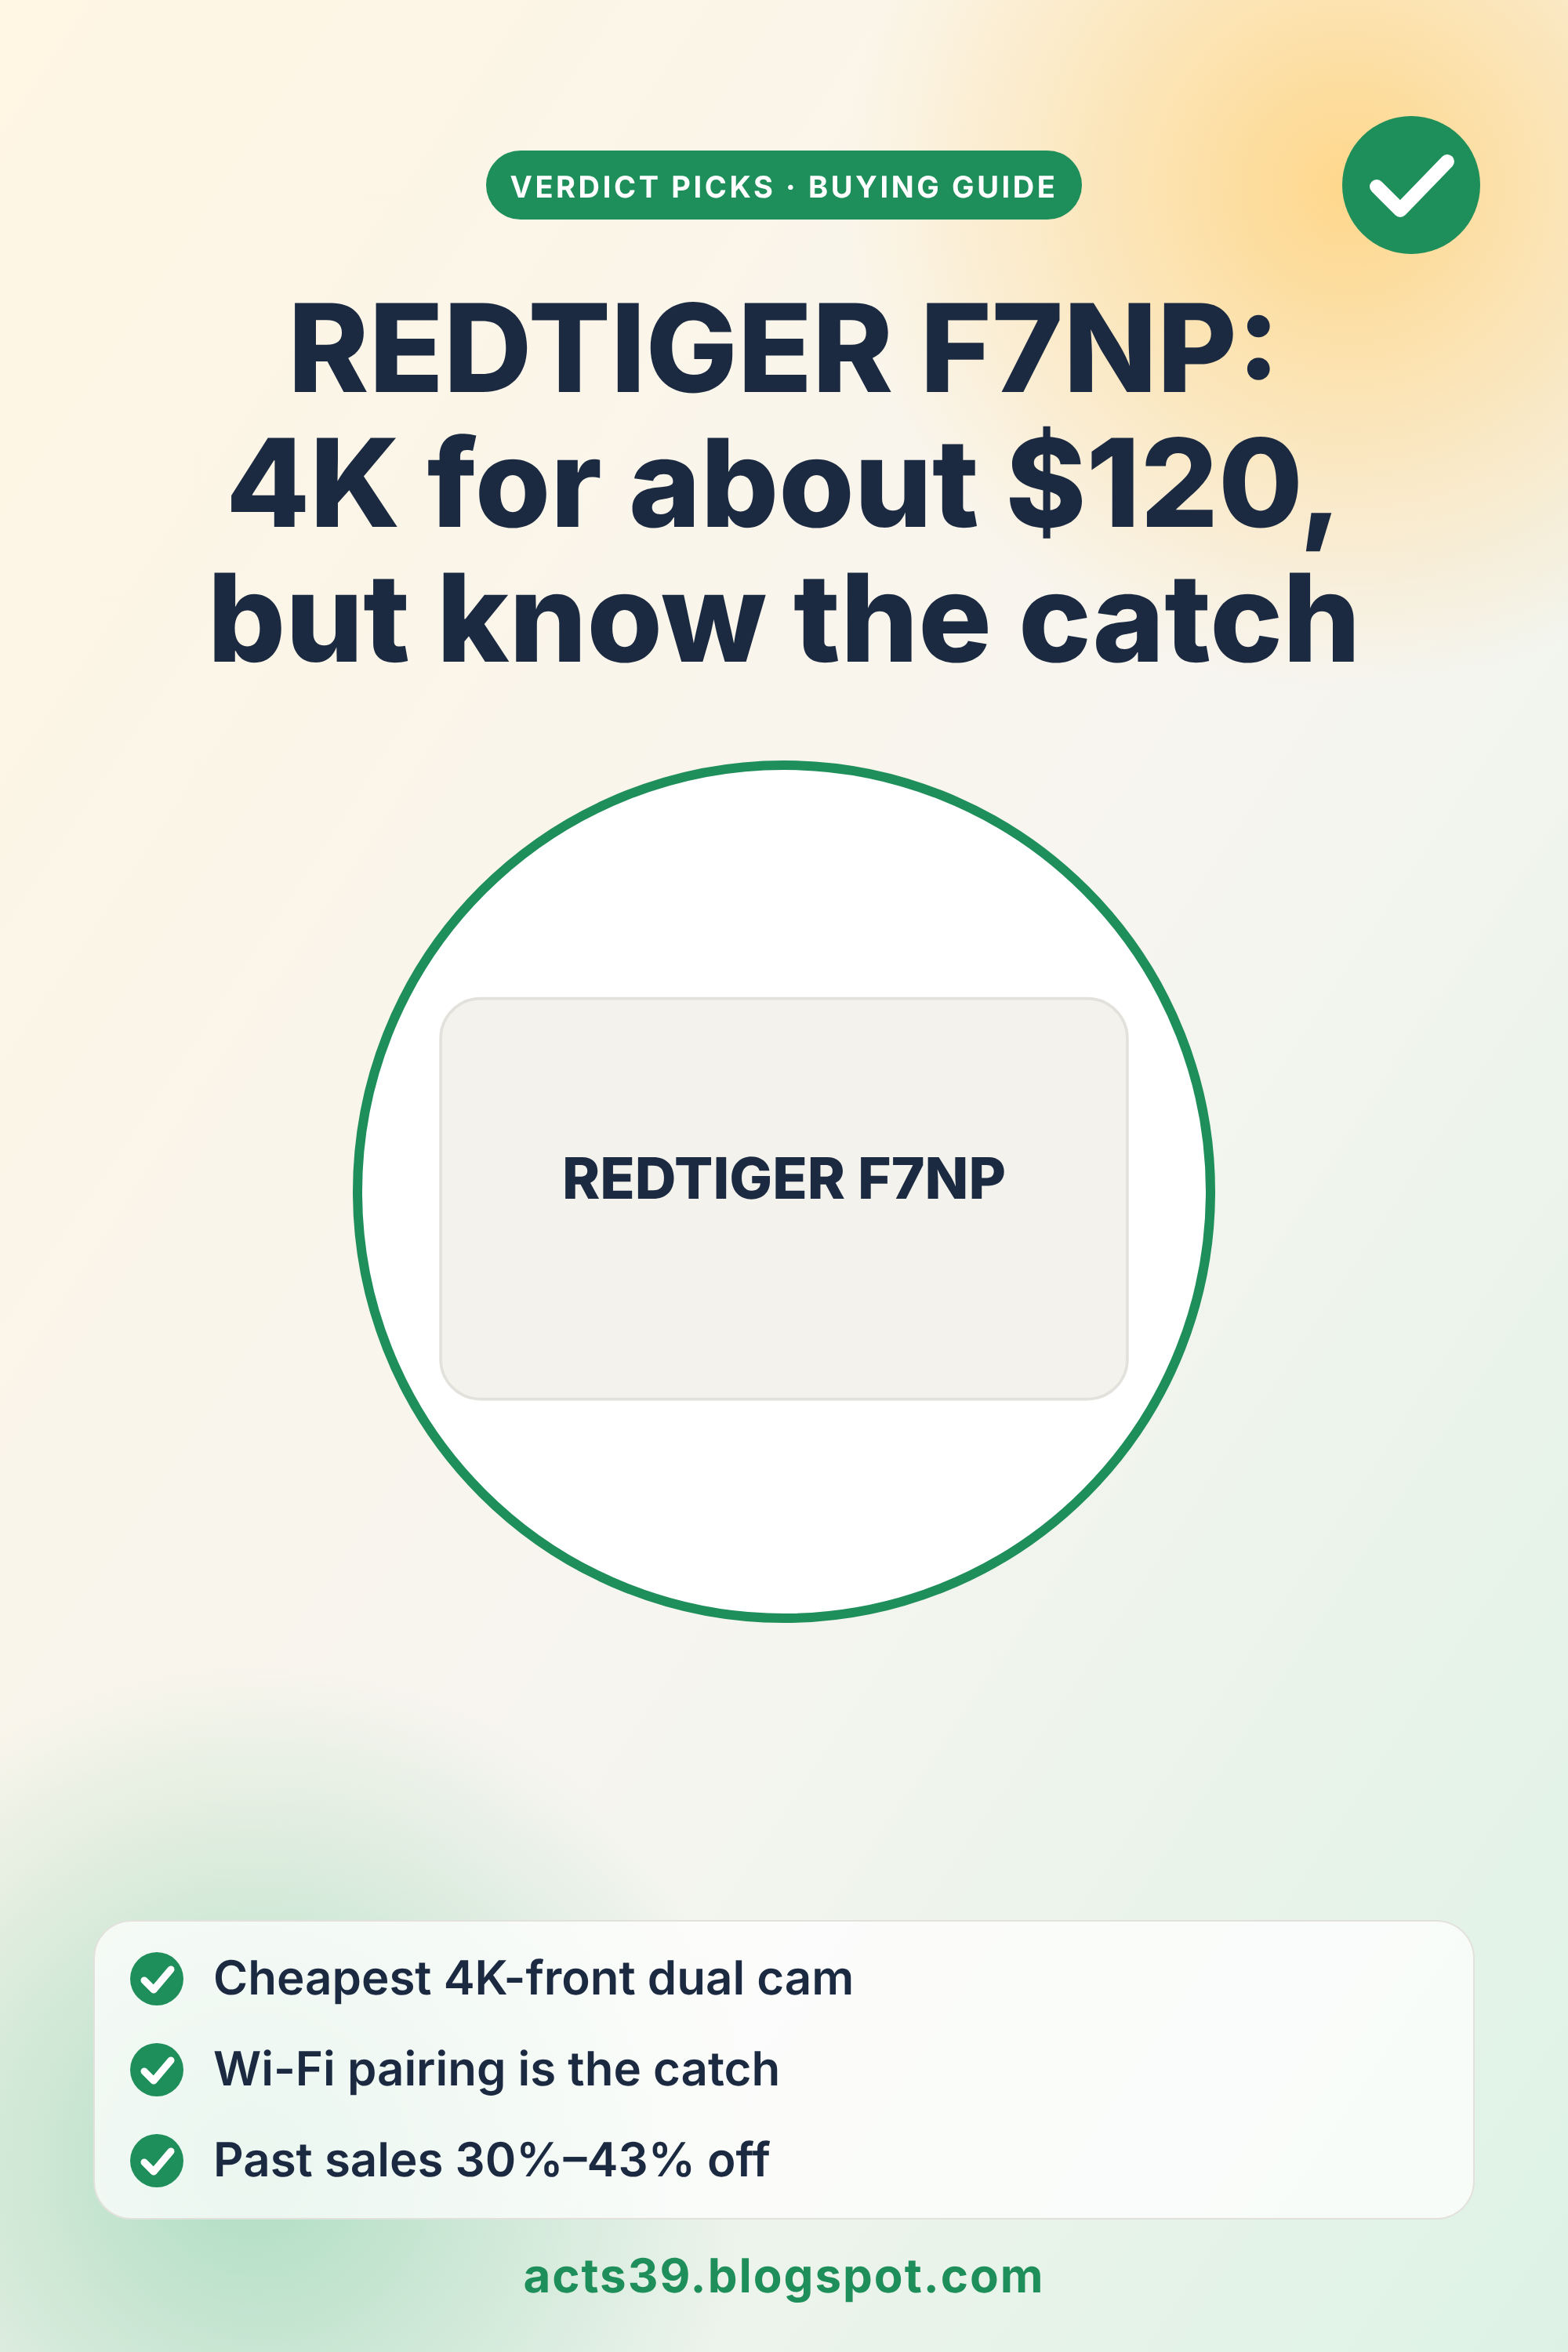 VERDICT PICKS · BUYING GUIDE
REDTIGER F7NP:
4K for about $120,
but know the catch
REDTIGER F7NP
Cheapest 4K-front dual cam
Wi-Fi pairing is the catch
Past sales 30%–43% off
acts39.blogspot.com